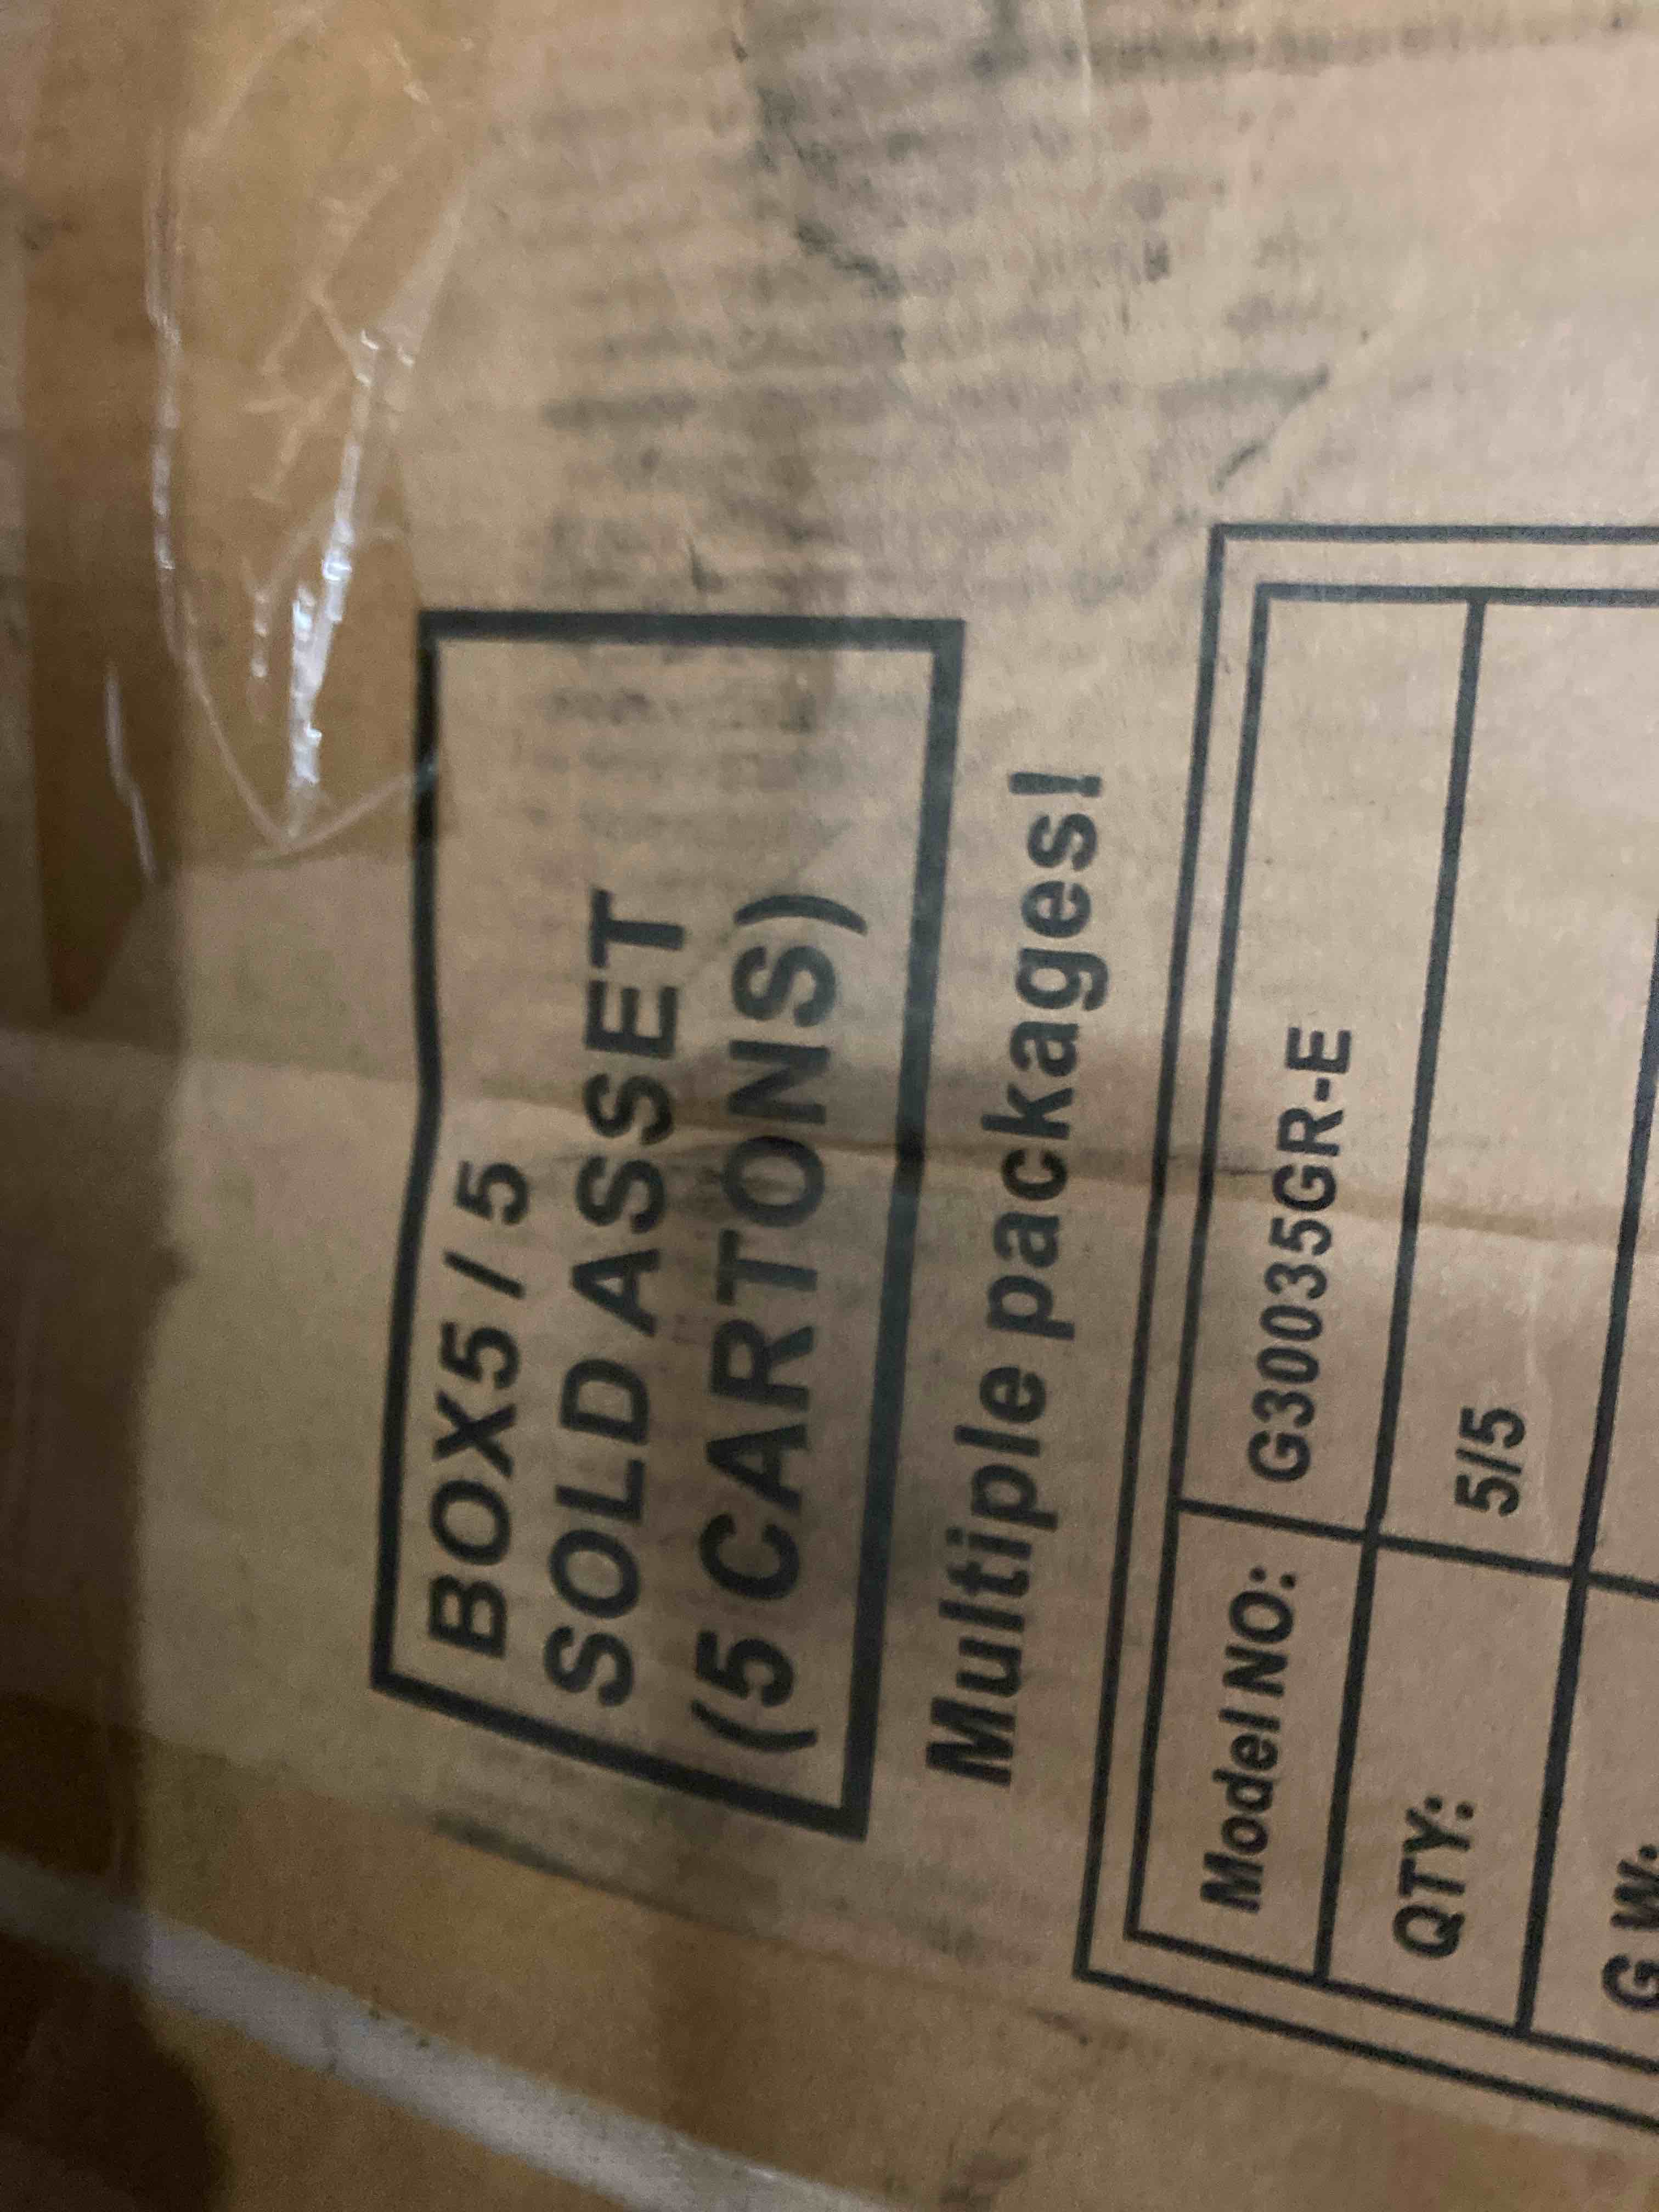 BOX5 / 5
SOLD ASSET
(5 CARTONS)
Multiple packages!
Model NO: G30035GR-E
QTY: 5/5
G.W: